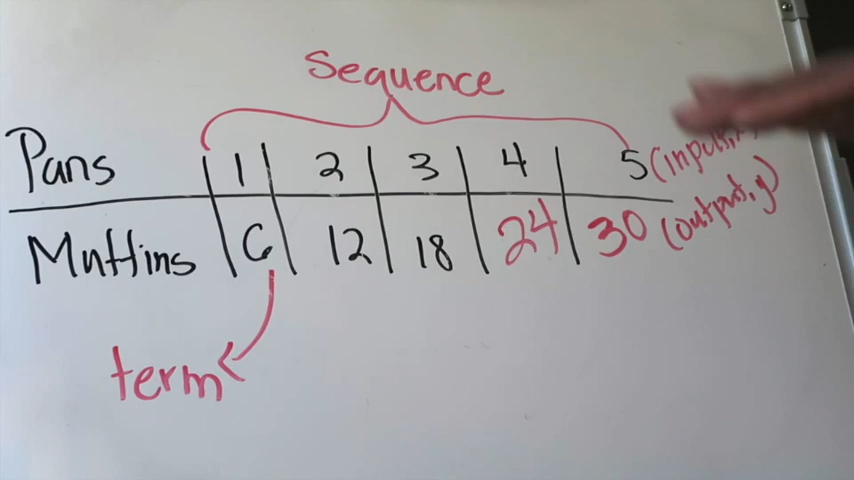 Sequence
Pans 1 2 3 4 5 (input,
Muffins 6 12 18 24 30 (output, y)
term